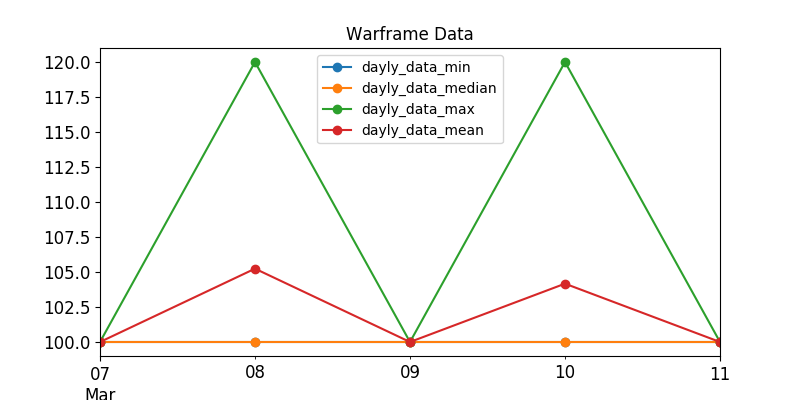 Warframe Data
dayly_data_min
dayly_data_median
dayly_data_max
dayly_data_mean
120.0
117.5
115.0
112.5
110.0
107.5
105.0
102.5
100.0
07 08 09 10 11
Mar